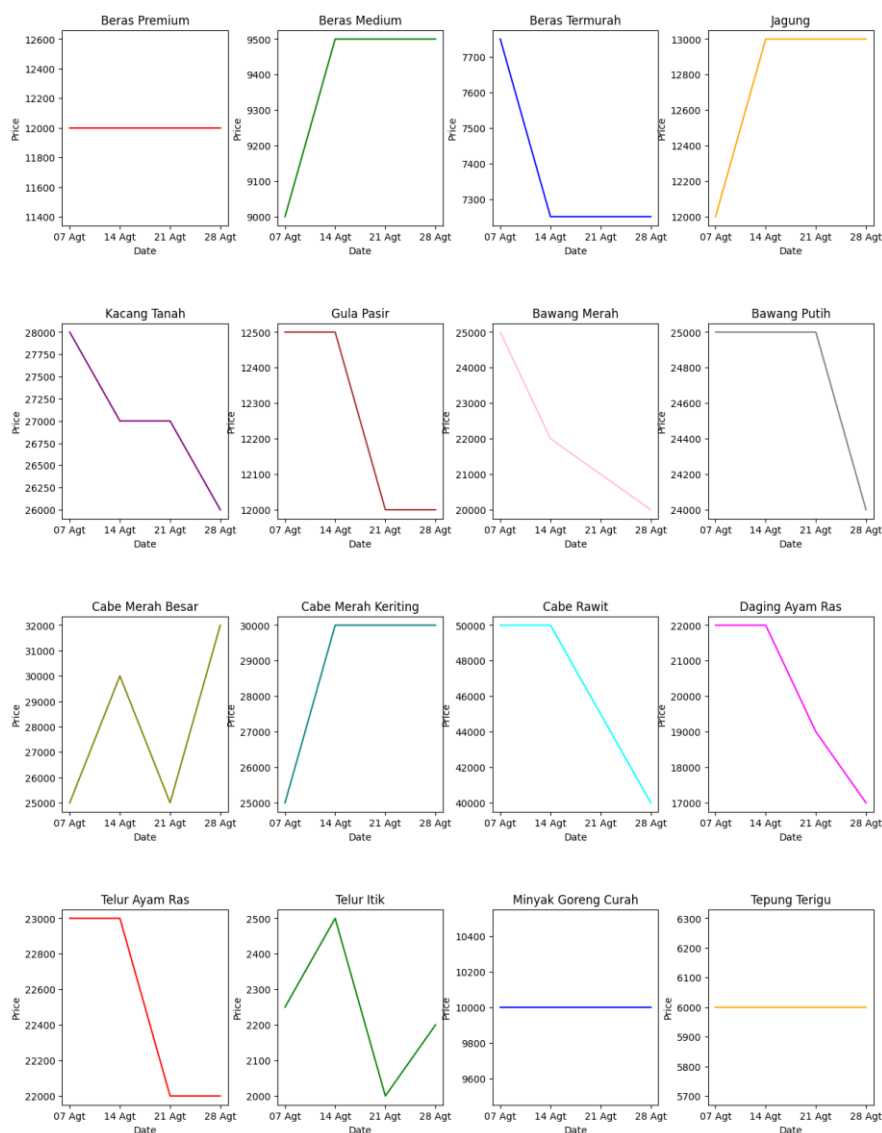 Beras Premium
12600
12400
12200
12000
11800
11600
11400
Price
07 Agt 14 Agt 21 Agt 28 Agt
Date
Beras Medium
9500
9400
9300
9200
9100
9000
Price
07 Agt 14 Agt 21 Agt 28 Agt
Date
Beras Termurah
7700
7600
7500
7400
7300
Price
07 Agt 14 Agt 21 Agt 28 Agt
Date
Jagung
13000
12800
12600
12400
12200
12000
Price
07 Agt 14 Agt 21 Agt 28 Agt
Date
Kacang Tanah
28000
27750
27500
27250
27000
26750
26500
26250
26000
Price
07 Agt 14 Agt 21 Agt 28 Agt
Date
Gula Pasir
12500
12400
12300
12200
12100
12000
Price
07 Agt 14 Agt 21 Agt 28 Agt
Date
Bawang Merah
25000
24000
23000
22000
21000
20000
Price
07 Agt 14 Agt 21 Agt 28 Agt
Date
Bawang Putih
25000
24800
24600
24400
24200
24000
Price
07 Agt 14 Agt 21 Agt 28 Agt
Date
Cabe Merah Besar
32000
31000
30000
29000
28000
27000
26000
25000
Price
07 Agt 14 Agt 21 Agt 28 Agt
Date
Cabe Merah Keriting
30000
29000
28000
27000
26000
25000
Price
07 Agt 14 Agt 21 Agt 28 Agt
Date
Cabe Rawit
50000
48000
46000
44000
42000
40000
Price
07 Agt 14 Agt 21 Agt 28 Agt
Date
Daging Ayam Ras
22000
21000
20000
19000
18000
17000
Price
07 Agt 14 Agt 21 Agt 28 Agt
Date
Telur Ayam Ras
23000
22800
22600
22400
22200
22000
Price
07 Agt 14 Agt 21 Agt 28 Agt
Date
Telur Itik
2500
2400
2300
2200
2100
2000
Price
07 Agt 14 Agt 21 Agt 28 Agt
Date
Minyak Goreng Curah
10400
10200
10000
9800
9600
Price
07 Agt 14 Agt 21 Agt 28 Agt
Date
Tepung Terigu
6300
6200
6100
6000
5900
5800
5700
Price
07 Agt 14 Agt 21 Agt 28 Agt
Date